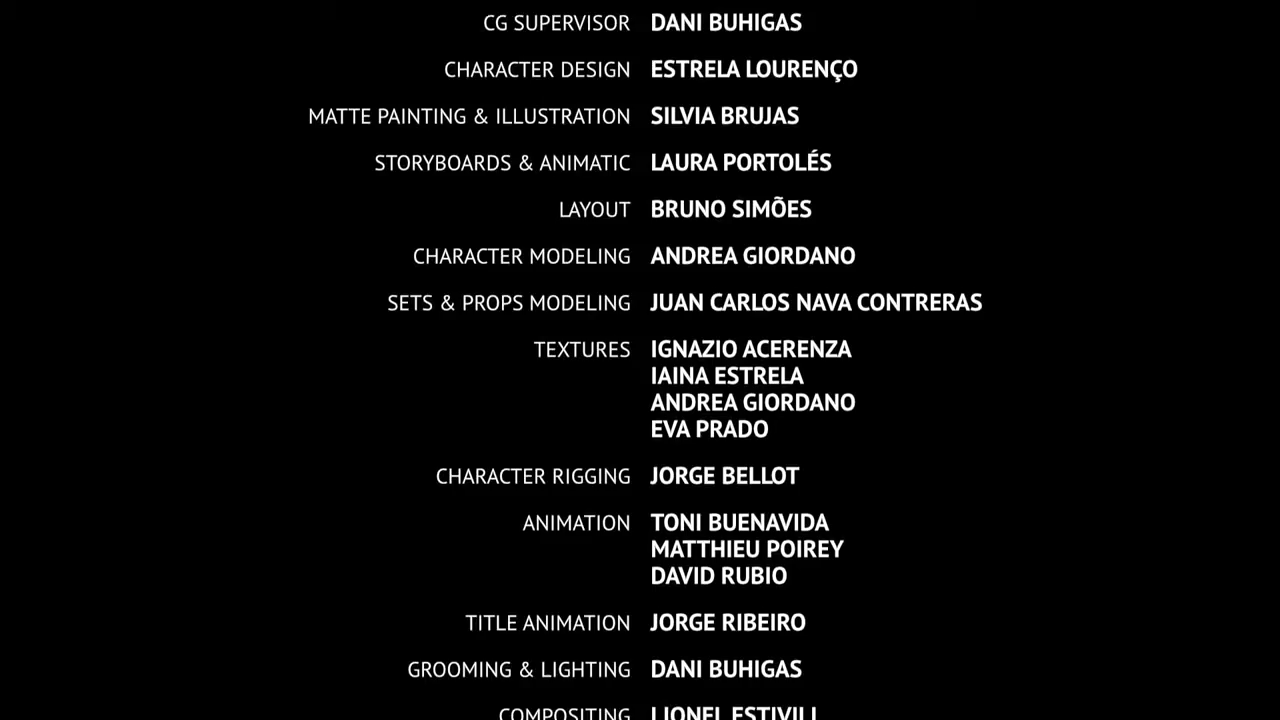 CG SUPERVISOR DANI BUHIGAS
CHARACTER DESIGN ESTRELA LOURENÇO
MATTE PAINTING & ILLUSTRATION SILVIA BRUJAS
STORYBOARDS & ANIMATIC LAURA PORTOLÉS
LAYOUT BRUNO SIMÕES
CHARACTER MODELING ANDREA GIORDANO
SETS & PROPS MODELING JUAN CARLOS NAVA CONTRERAS
TEXTURES IGNAZIO ACERENZA
IAINA ESTRELA
ANDREA GIORDANO
EVA PRADO
CHARACTER RIGGING JORGE BELLOT
ANIMATION TONI BUENAVIDA
MATTHIEU POIREY
DAVID RUBIO
TITLE ANIMATION JORGE RIBEIRO
GROOMING & LIGHTING DANI BUHIGAS
COMPOSITING LIONEL ESTIVILL